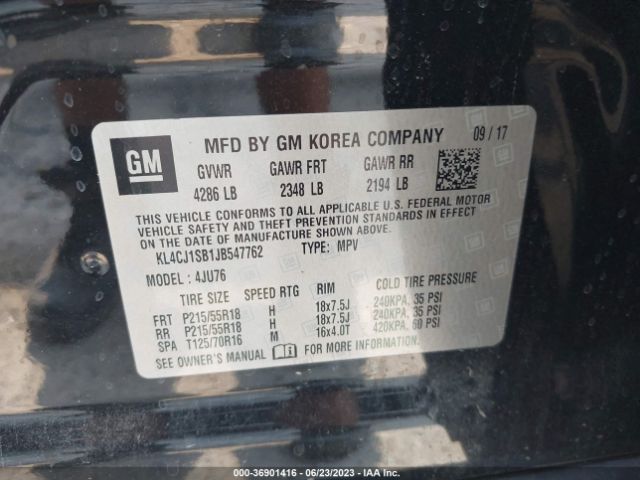 GM
MFD BY GM KOREA COMPANY 09 / 17
GVWR GAWR FRT GAWR RR
4286 LB 2348 LB 2194 LB
THIS VEHICLE CONFORMS TO ALL APPLICABLE U.S. FEDERAL MOTOR
VEHICLE SAFETY AND THEFT PREVENTION STANDARDS IN EFFECT
ON THE DATE OF MANUFACTURE SHOWN ABOVE.
KL4CJ1SB1JB547762 TYPE: MPV
MODEL : 4JU76
TIRE SIZE SPEED RTG RIM COLD TIRE PRESSURE
FRT P215/55R18 H 18x7.5J 240KPA, 35 PSI
RR P215/55R18 H 18x7.5J 240KPA, 35 PSI
SPA T125/70R16 M 16x4.0T 420KPA, 60 PSI
SEE OWNER'S MANUAL FOR MORE INFORMATION.
000-36901416 - 06/23/2023 - IAA Inc.